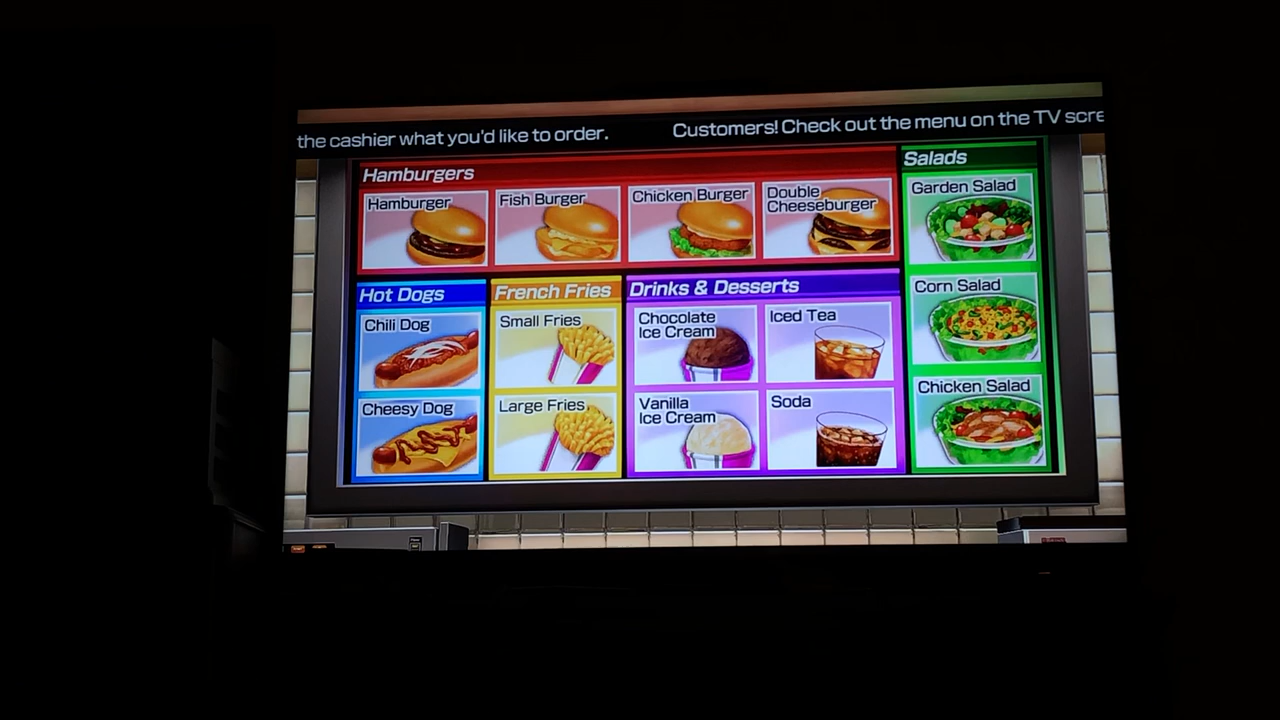 the cashier what you'd like to order. Customers! Check out the menu on the TV scre
Hamburgers
Hamburger
Fish Burger
Chicken Burger
Double
Cheeseburger
Hot Dogs
Chili Dog
Cheesy Dog
French Fries
Small Fries
Large Fries
Drinks & Desserts
Chocolate
Ice Cream
Iced Tea
Vanilla
Ice Cream
Soda
Salads
Garden Salad
Corn Salad
Chicken Salad